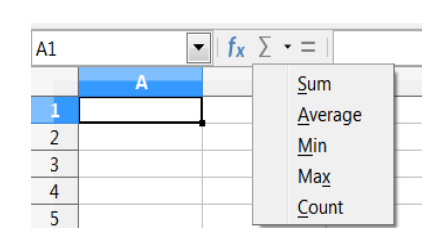 A1 fx Σ =
A Sum
1 Average
2 Min
3 Max
4 Count
5